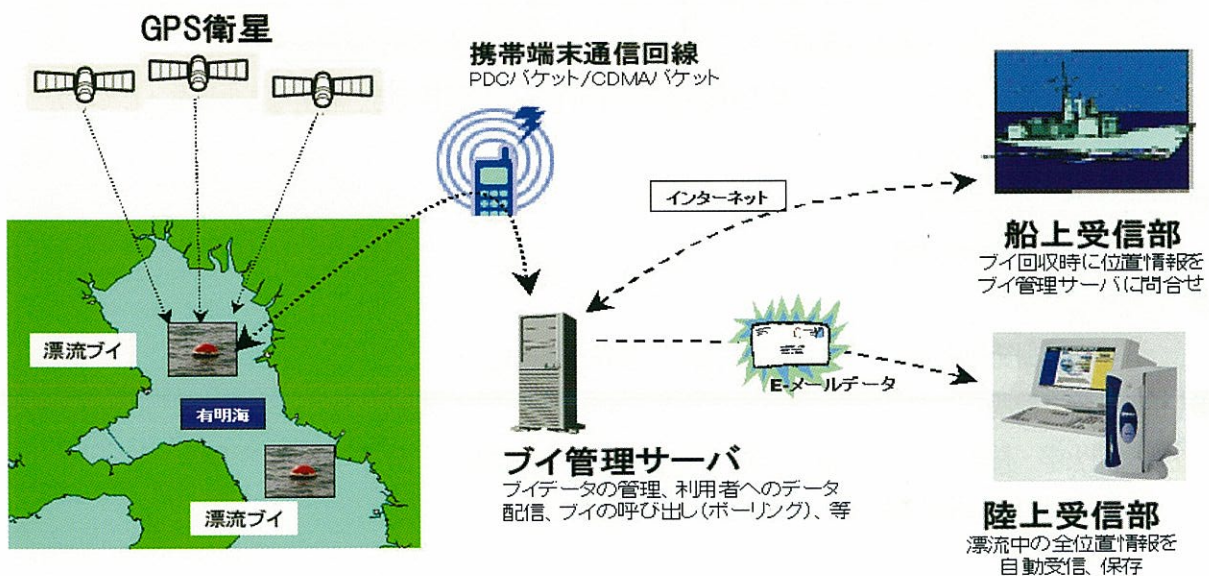 GPS衛星
携帯端末通信回線
PDCパケット/CDMAパケット
インターネット
船上受信部
ブイ回収時に位置情報を
ブイ管理サーバに問合せ
漂流ブイ
有明海
漂流ブイ
E-メールデータ
ブイ管理サーバ
ブイデータの管理、利用者へのデータ
配信、ブイの呼び出し(ポーリング)、等
陸上受信部
漂流中の全位置情報を
自動受信、保存